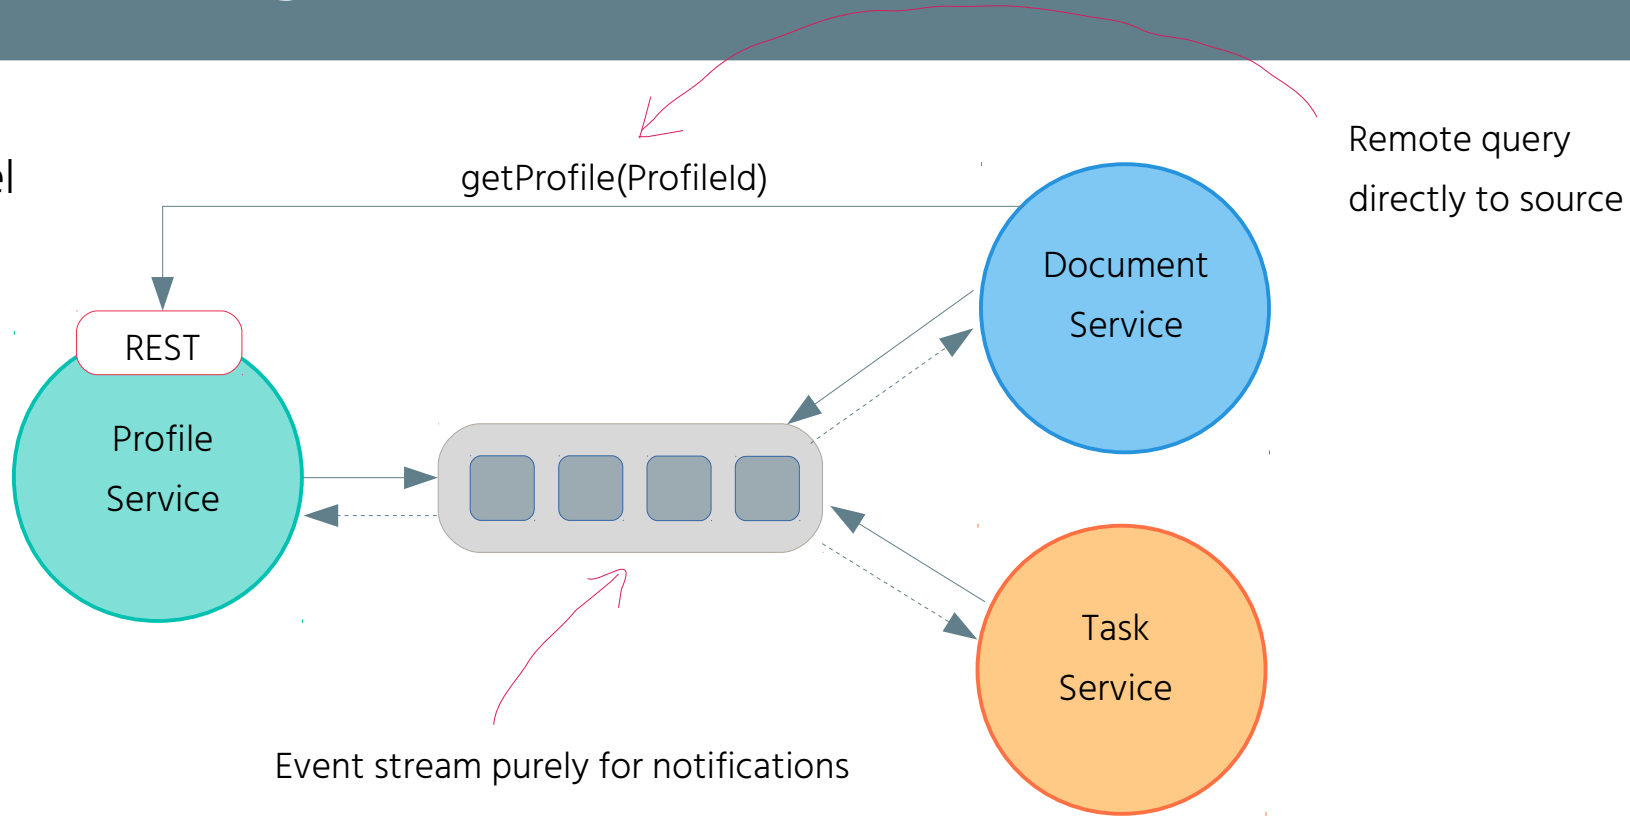 Remote query
directly to source
getProfile(ProfileId)
Document
Service
REST
Profile
Service
Task
Service
Event stream purely for notifications